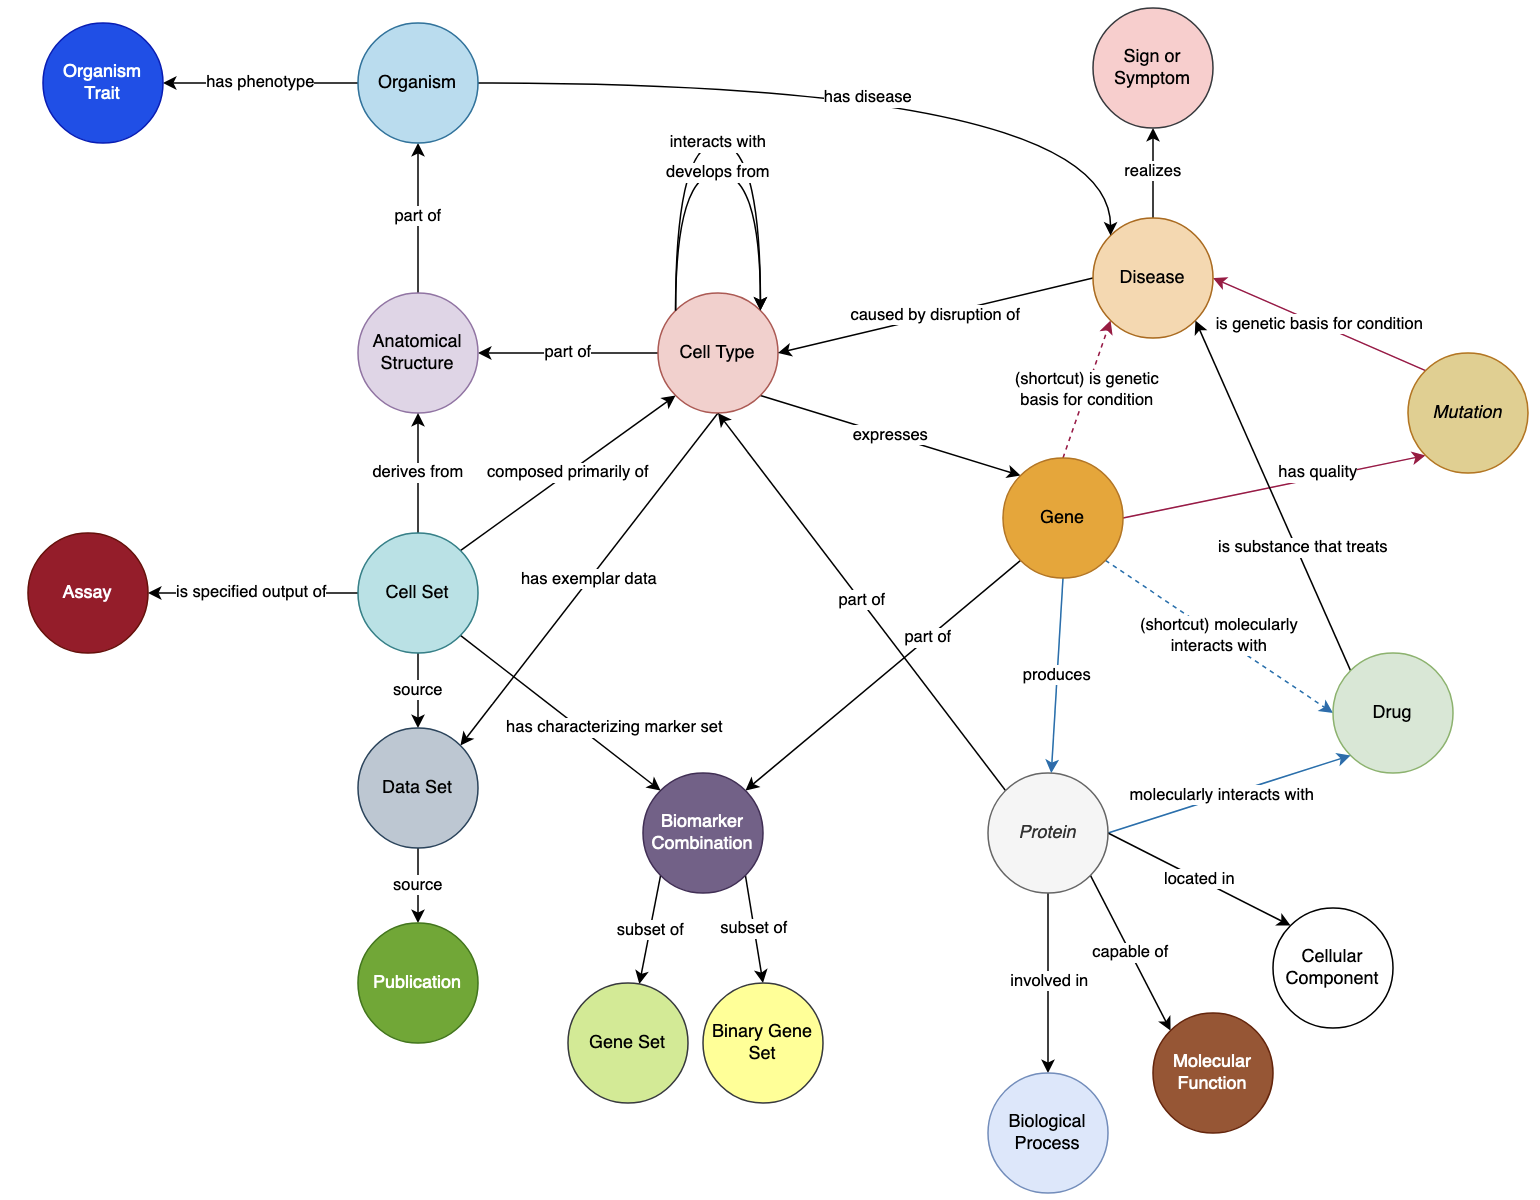 Sign or
Symptom
Organism
Trait
has phenotype
Organism
has disease
interacts with
develops from
realizes
part of
Disease
caused by disruption of
is genetic basis for condition
Anatomical
Structure
part of
Cell Type
(shortcut) is genetic
basis for condition
Mutation
expresses
derives from
composed primarily of
has quality
Gene
is substance that treats
has exemplar data
Assay
is specified output of
Cell Set
part of
(shortcut) molecularly
interacts with
part of
produces
source
Drug
has characterizing marker set
Data Set
molecularly interacts with
Biomarker
Combination
Protein
source
located in
subset of
subset of
capable of
Cellular
Component
Publication
involved in
Gene Set
Binary Gene
Set
Molecular
Function
Biological
Process